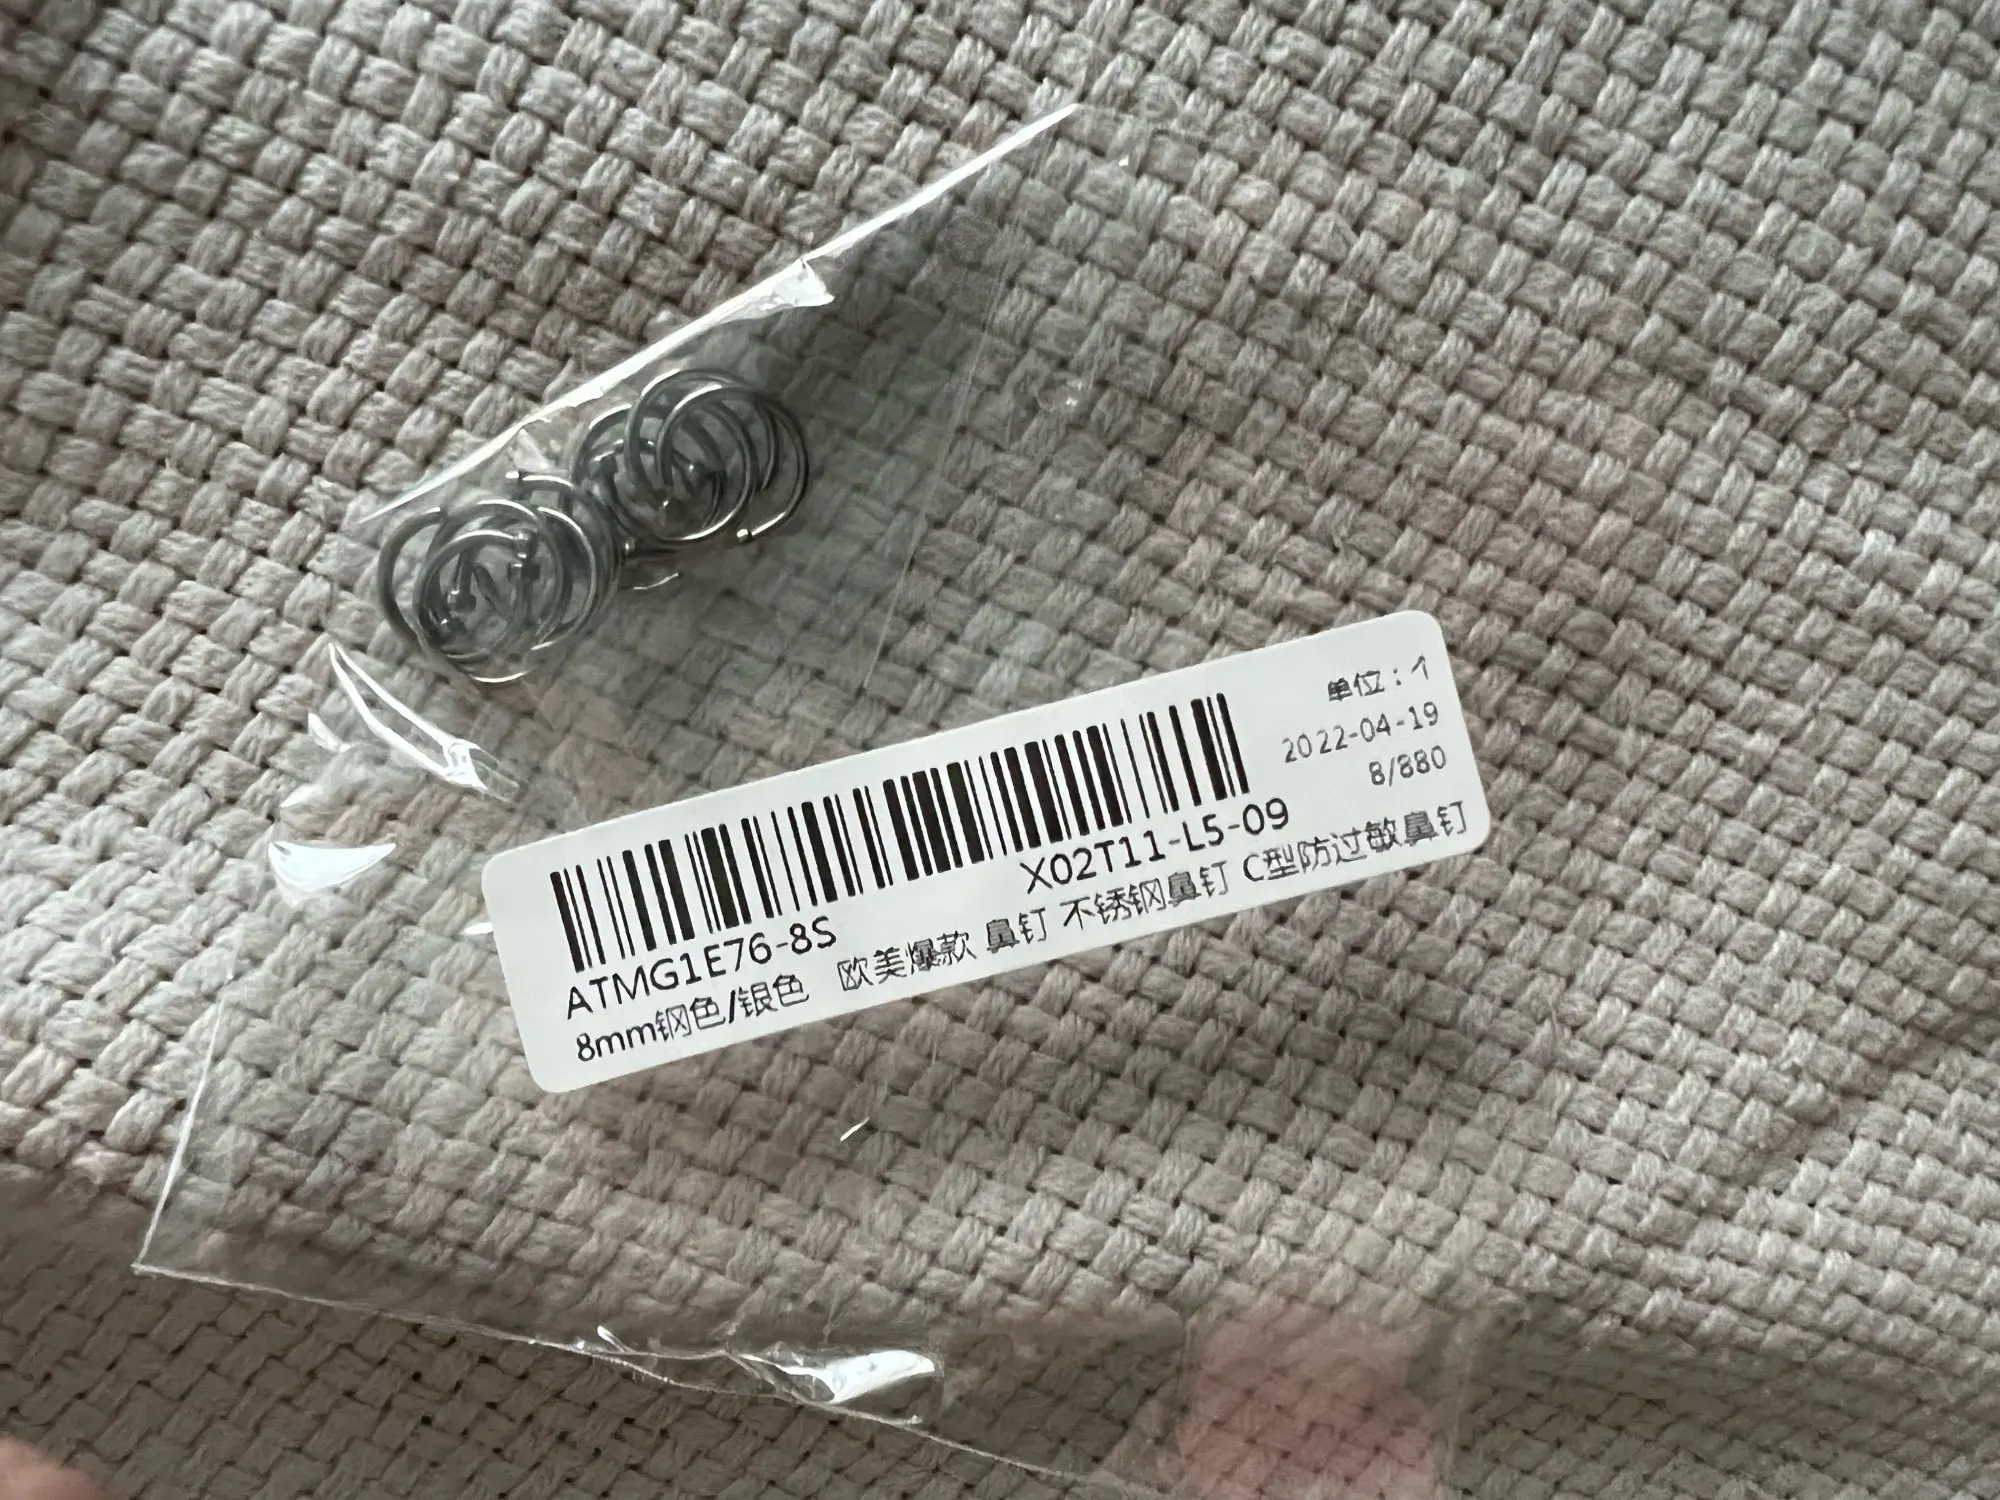 单位：个
2022-04-19
8/880
X02T11-L5-09
ATMG1E76-8S
欧美爆款 鼻钉 不锈钢鼻钉 C型防过敏鼻钉
8mm钢色/银色